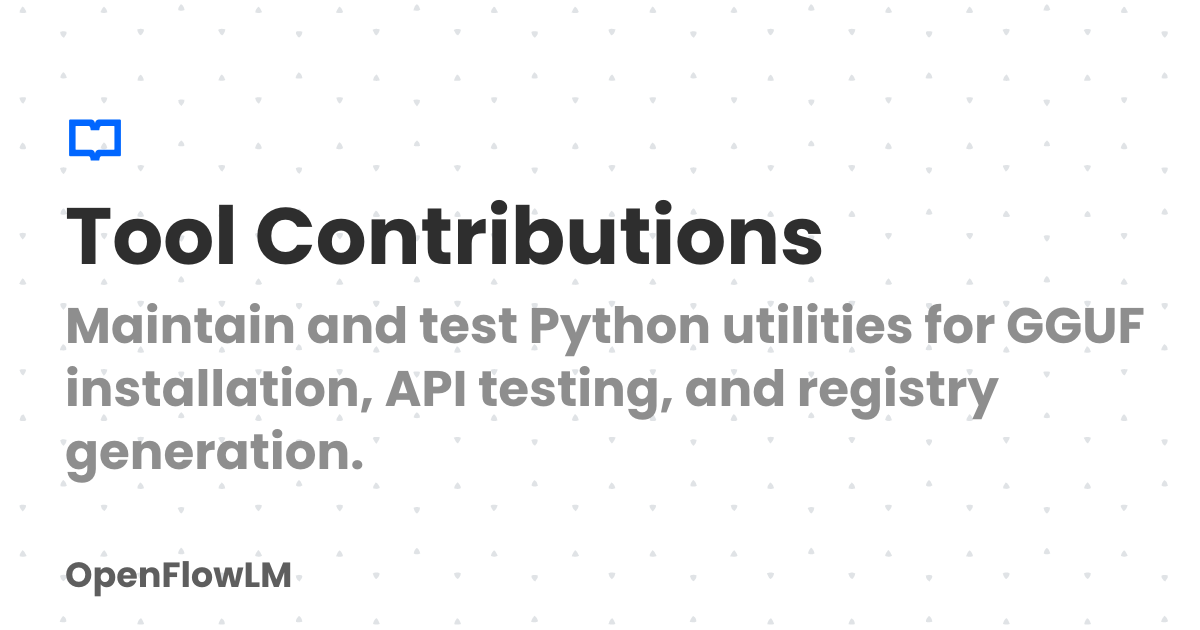 Tool Contributions
Maintain and test Python utilities for GGUF
installation, API testing, and registry
generation.
OpenFlowLM